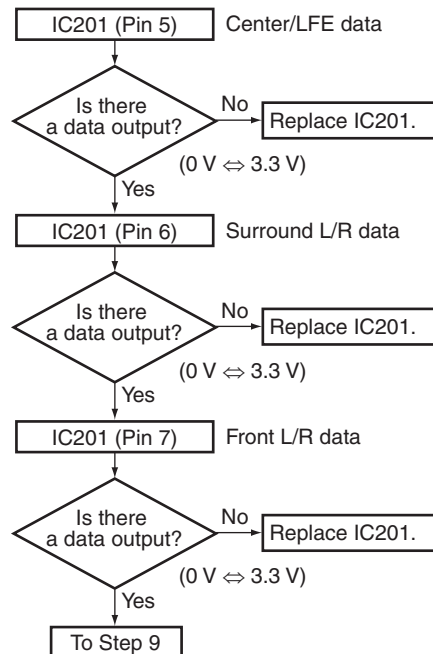 IC201 (Pin 5) Center/LFE data
Is there
a data output?
No
Replace IC201.
(0 V ⇔ 3.3 V)
Yes
IC201 (Pin 6) Surround L/R data
Is there
a data output?
No
Replace IC201.
(0 V ⇔ 3.3 V)
Yes
IC201 (Pin 7) Front L/R data
Is there
a data output?
No
Replace IC201.
(0 V ⇔ 3.3 V)
Yes
To Step 9